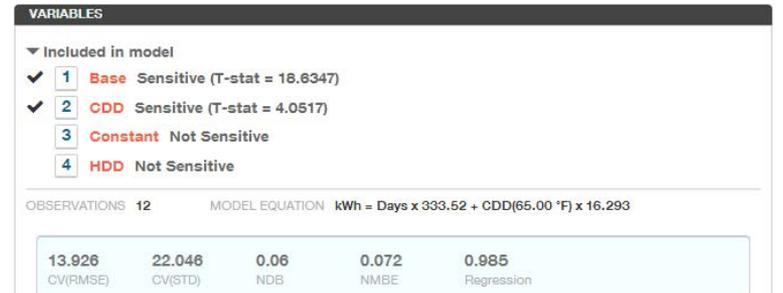 VARIABLES
Included in model
1 Base Sensitive (T-stat = 18.6347)
2 CDD Sensitive (T-stat = 4.0517)
3 Constant Not Sensitive
4 HDD Not Sensitive
OBSERVATIONS 12 MODEL EQUATION kWh = Days x 333.52 + CDD(65.00 °F) x 16.293
13.926 22.046 0.06 0.072 0.985
CV(RMSE) CV(STD) NDB NMBE Regression